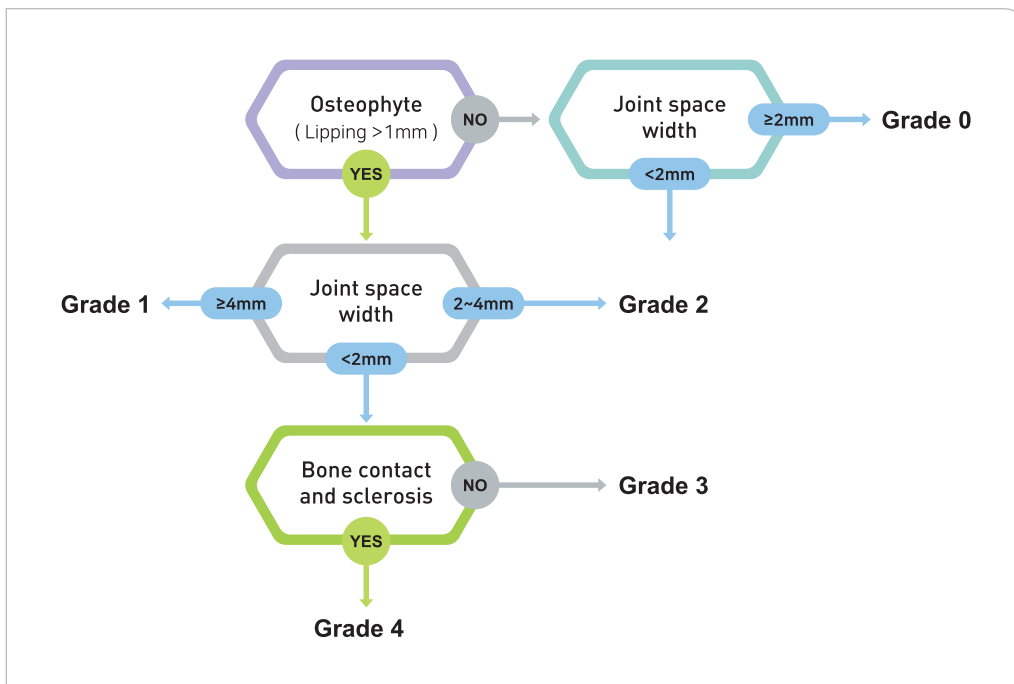 Osteophyte
( Lipping >1mm )
NO
YES
Joint space
width
≥2mm
Grade 0
<2mm
Grade 1
≥4mm
Joint space
width
2~4mm
Grade 2
<2mm
Bone contact
and sclerosis
NO
Grade 3
YES
Grade 4